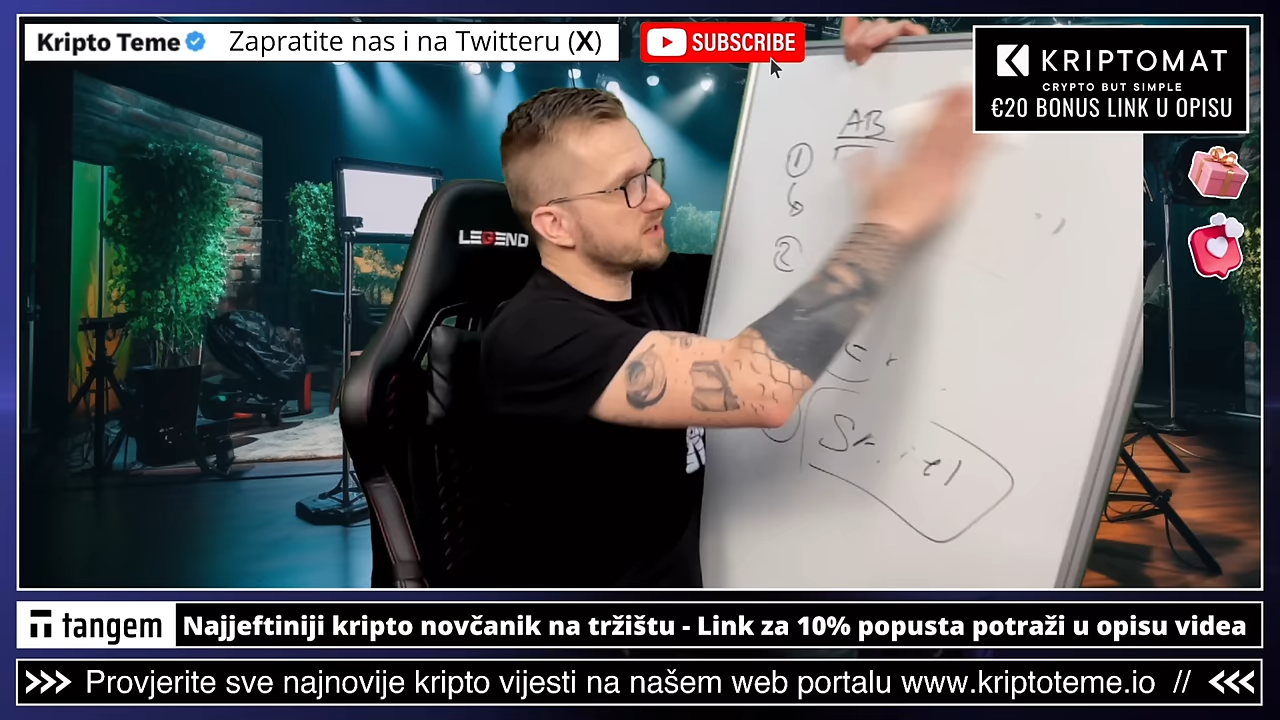 Kripto Teme Zapratite nas i na Twitteru (X)
SUBSCRIBE
KRIPTOMAT
CRYPTO BUT SIMPLE
€20 BONUS LINK U OPISU
LEGEND
AB
1
2
tangem Najjeftiniji kripto novčanik na tržištu - Link za 10% popusta potraži u opisu videa
>>> Provjerite sve najnovije kripto vijesti na našem web portalu www.kriptoteme.io // <<<